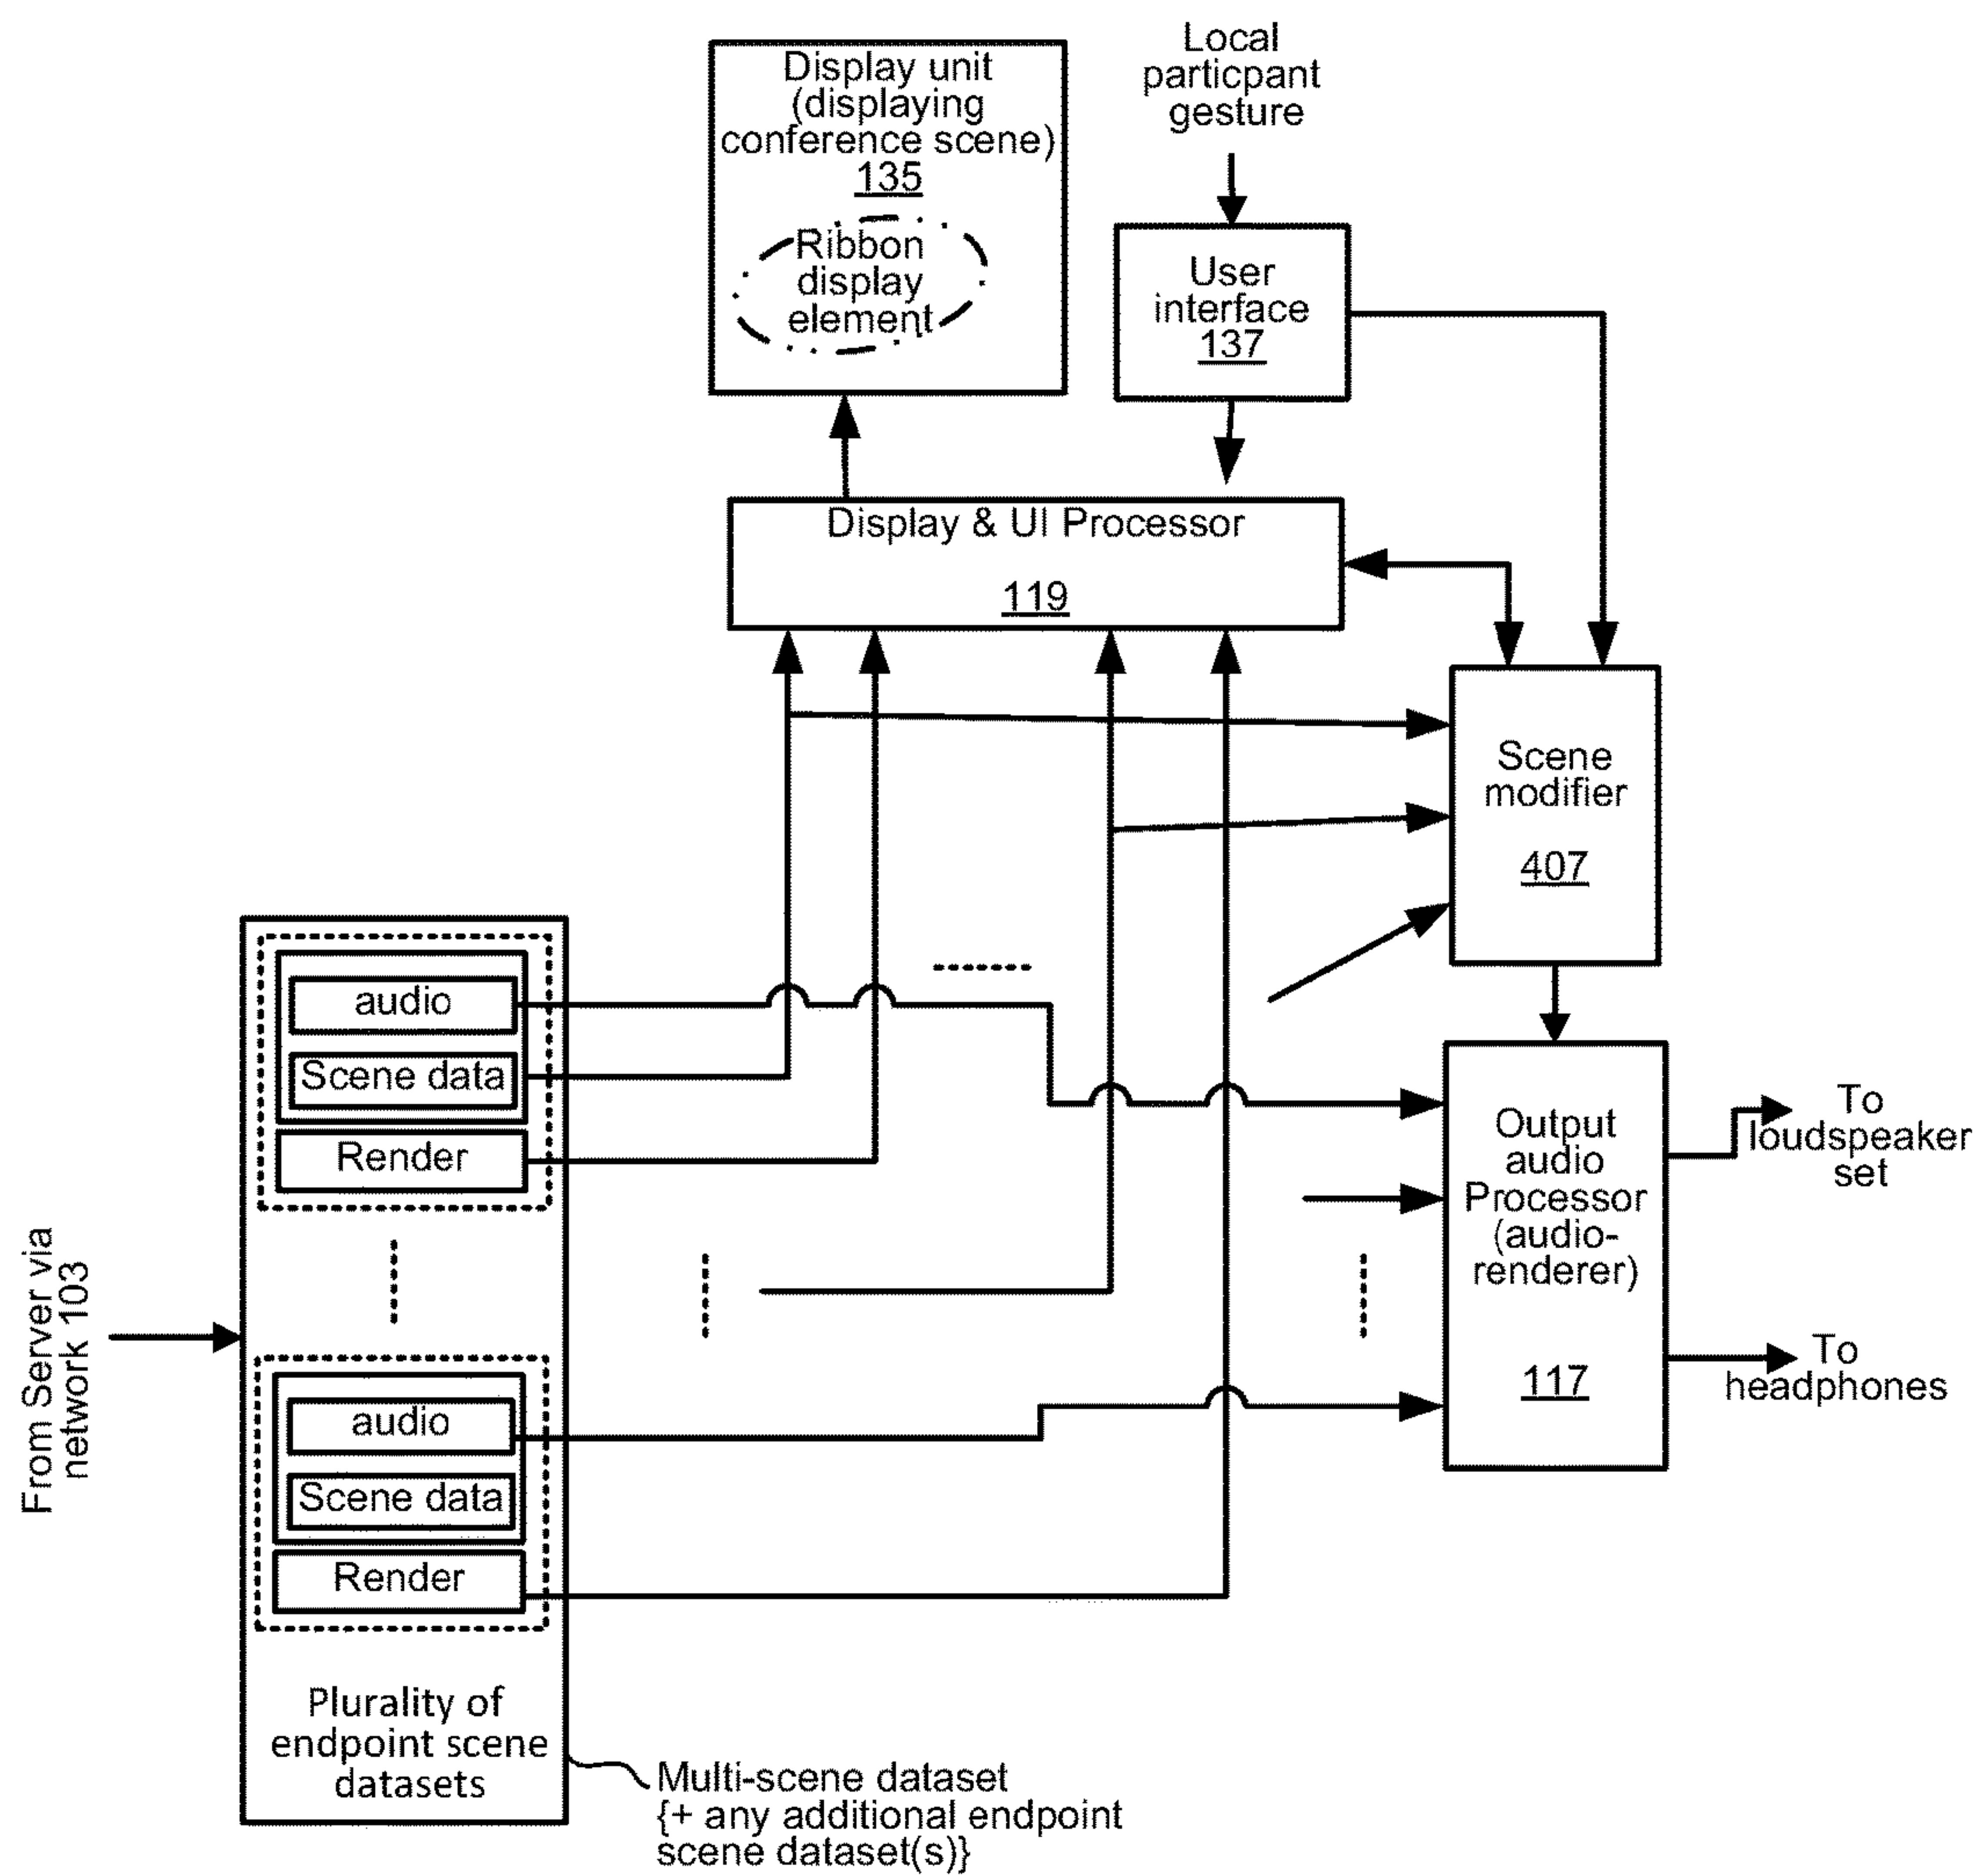 Display unit
(displaying
conference scene)
135
Ribbon
display
element
Local
particpant
gesture
User
interface
137
Display & UI Processor
119
Scene
modifier
407
audio
Scene data
Render
audio
Scene data
Render
Plurality of
endpoint scene
datasets
From Server via
network 103
Multi-scene dataset
{+ any additional endpoint
scene dataset(s)}
Output
audio
Processor
(audio-
renderer)
117
To
loudspeaker
set
To
headphones